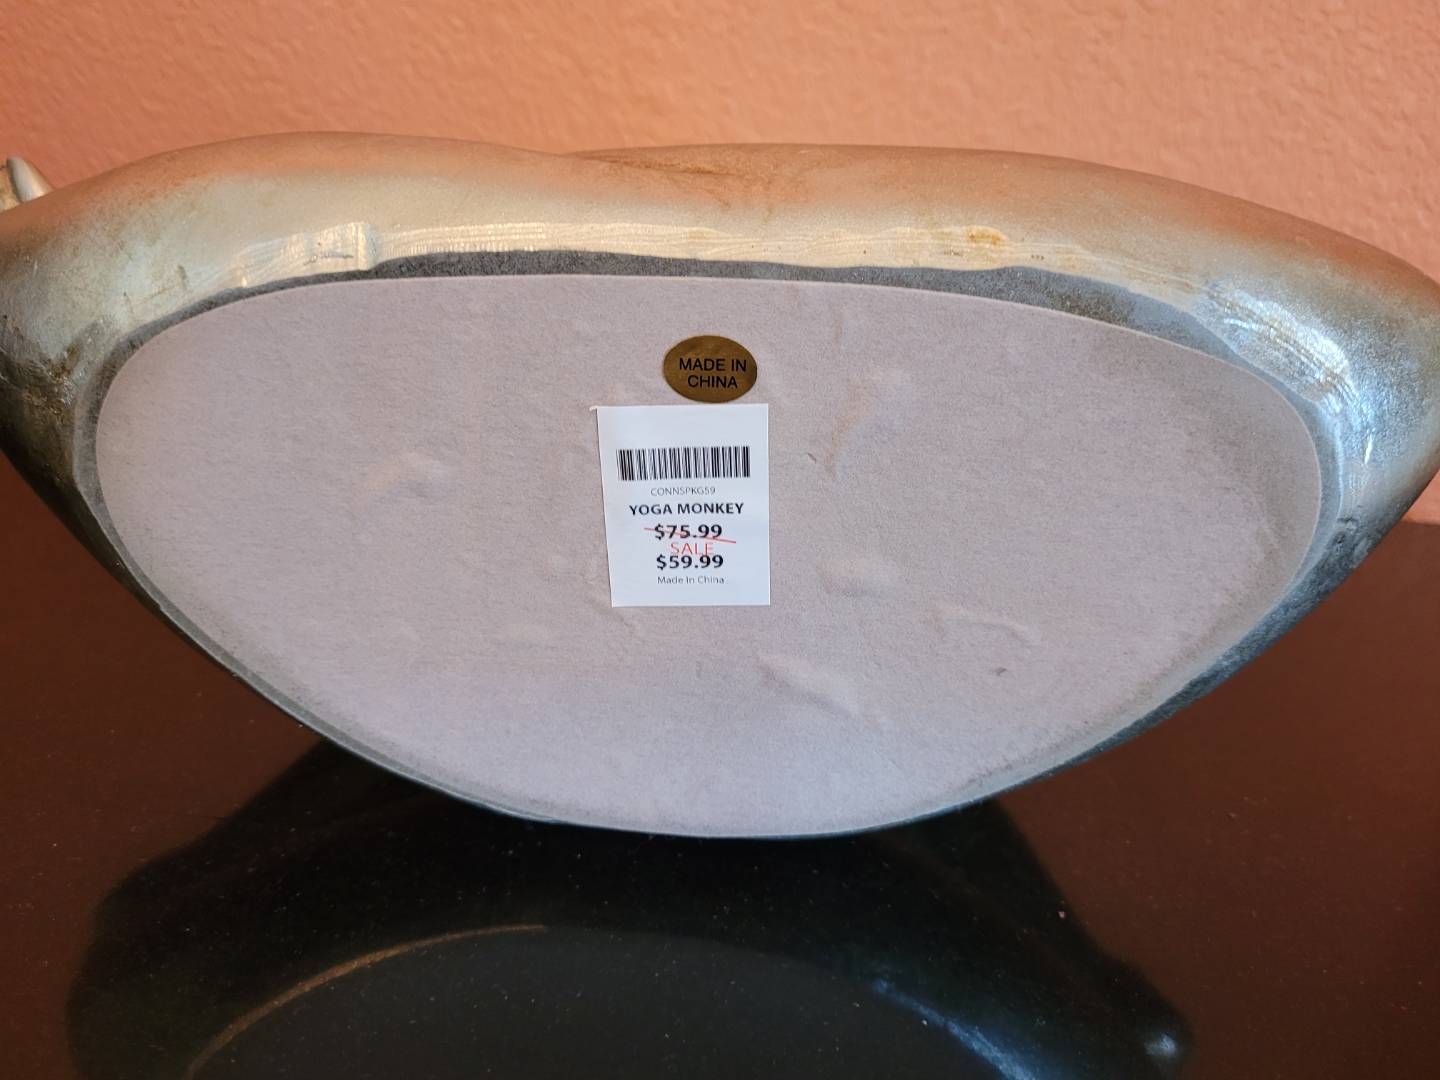 MADE IN
CHINA
CONNSPKG59
YOGA MONKEY
$75.99
SALE
$59.99
Made In China